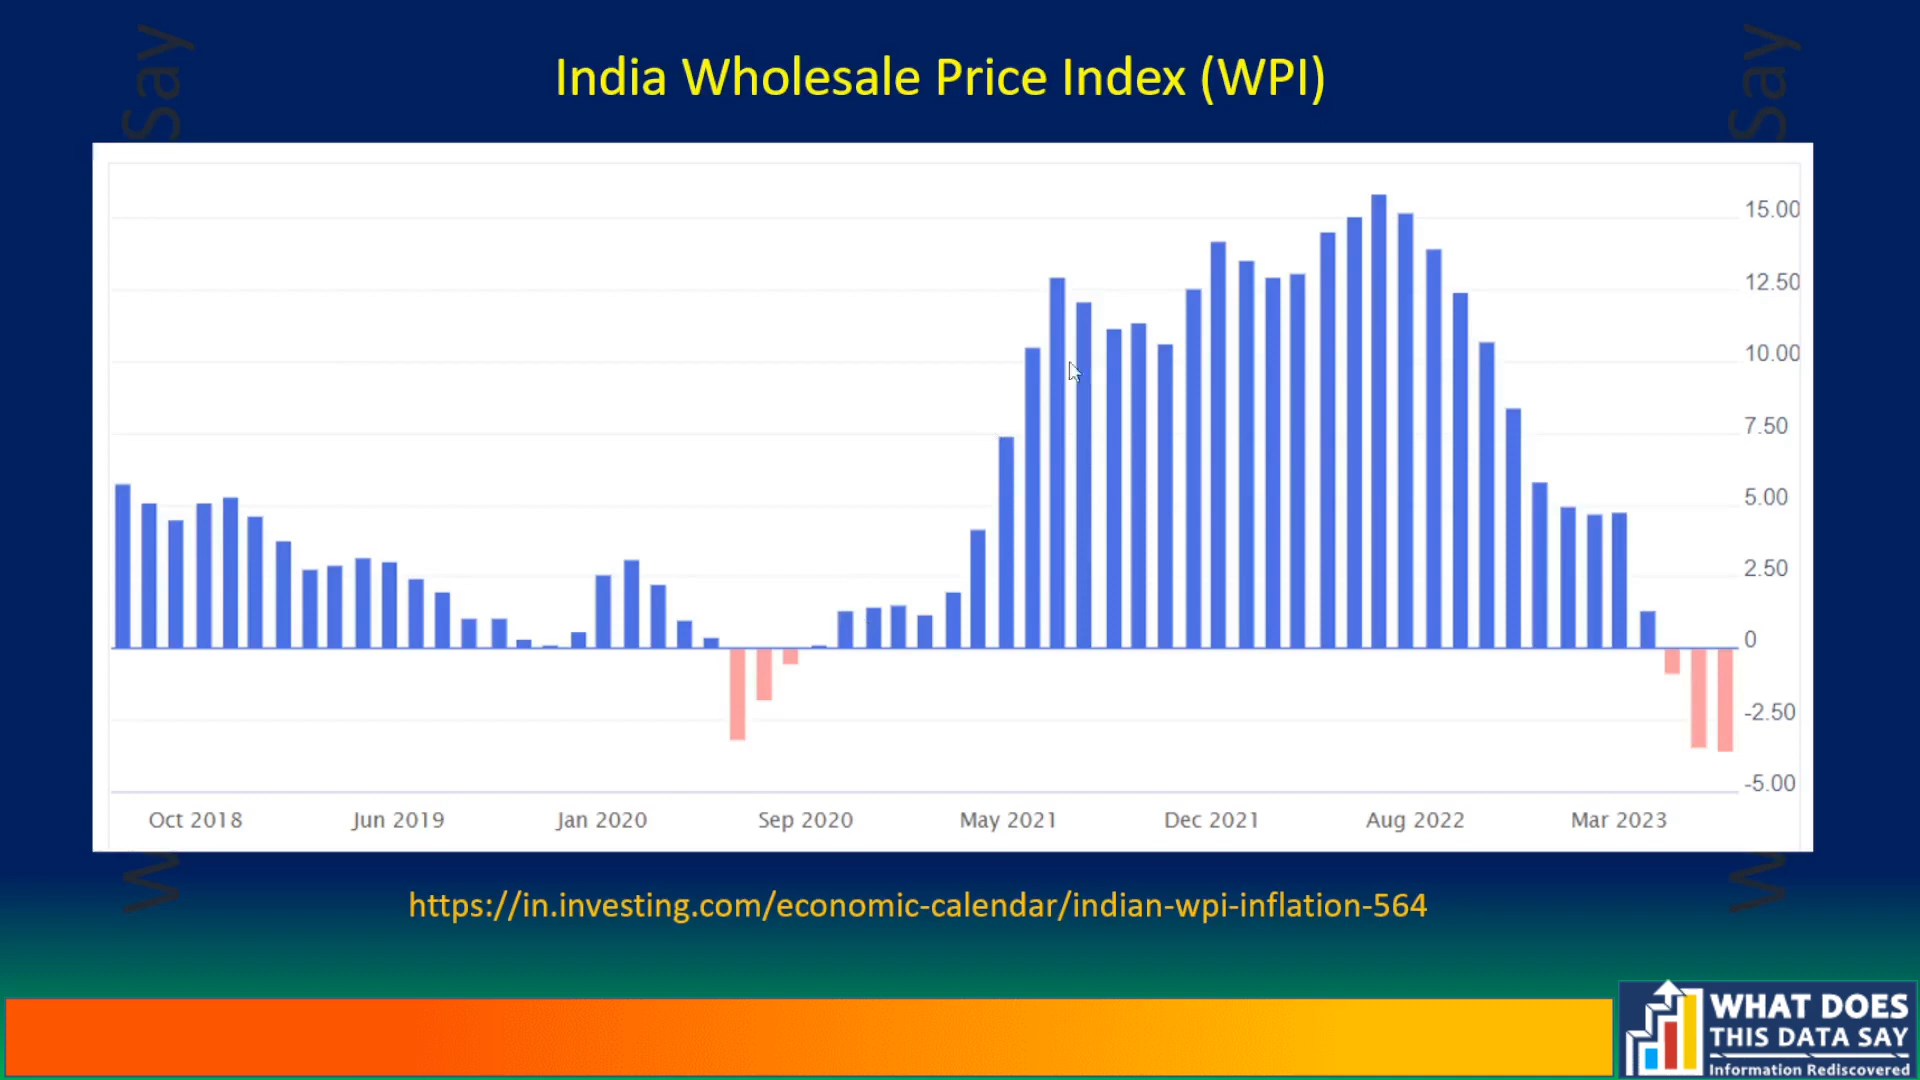 Say
Say
India Wholesale Price Index (WPI)
15.00
12.50
10.00
7.50
5.00
2.50
0
-2.50
-5.00
Oct 2018 Jun 2019 Jan 2020 Sep 2020 May 2021 Dec 2021 Aug 2022 Mar 2023
W
W
https://in.investing.com/economic-calendar/indian-wpi-inflation-564
WHAT DOES
THIS DATA SAY
Information Rediscovered